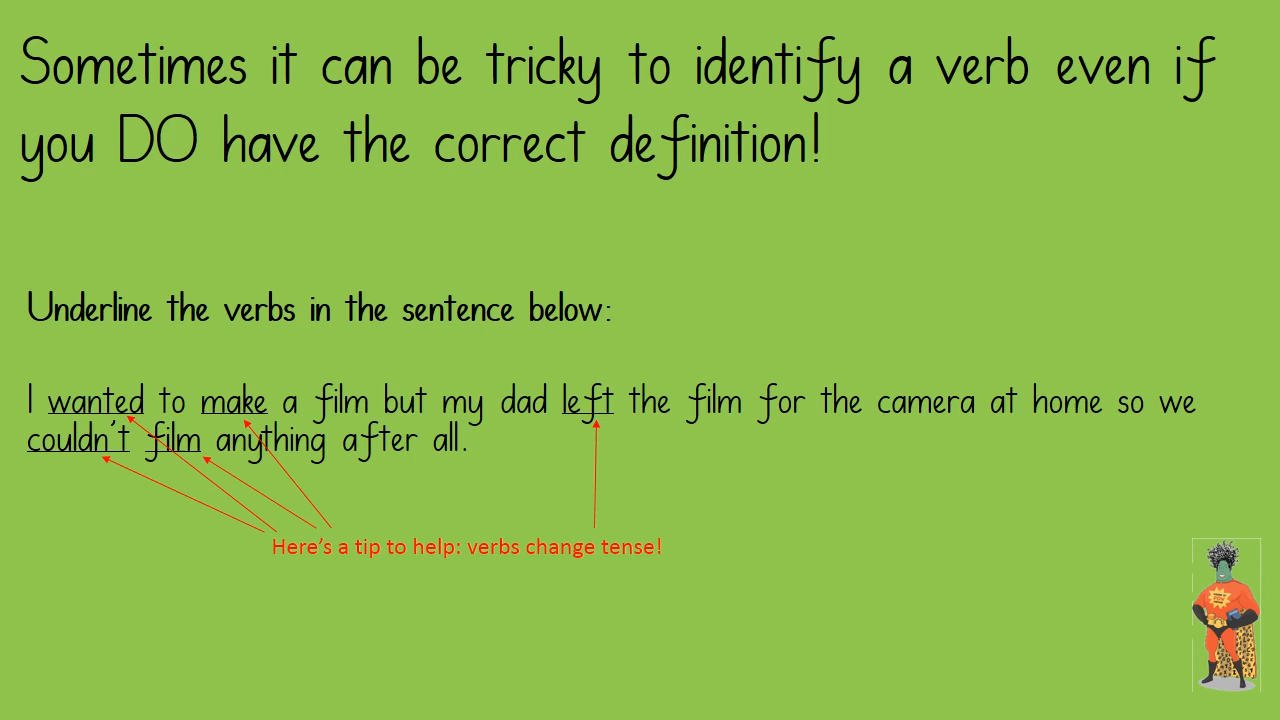 Sometimes it can be tricky to identify a verb even if
you DO have the correct definition!
Underline the verbs in the sentence below:
I wanted to make a film but my dad left the film for the camera at home so we
couldn't film anything after all.
Here's a tip to help: verbs change tense!